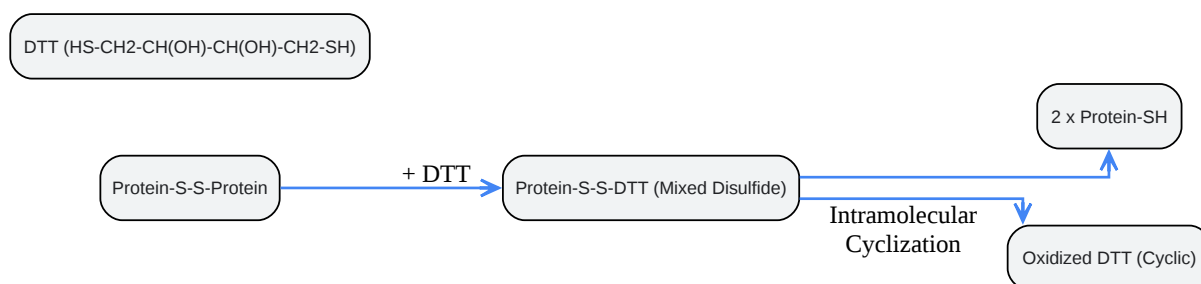 DTT (HS-CH2-CH(OH)-CH(OH)-CH2-SH)
2 x Protein-SH
Protein-S-S-Protein
+ DTT
Protein-S-S-DTT (Mixed Disulfide)
Intramolecular
Cyclization
Oxidized DTT (Cyclic)